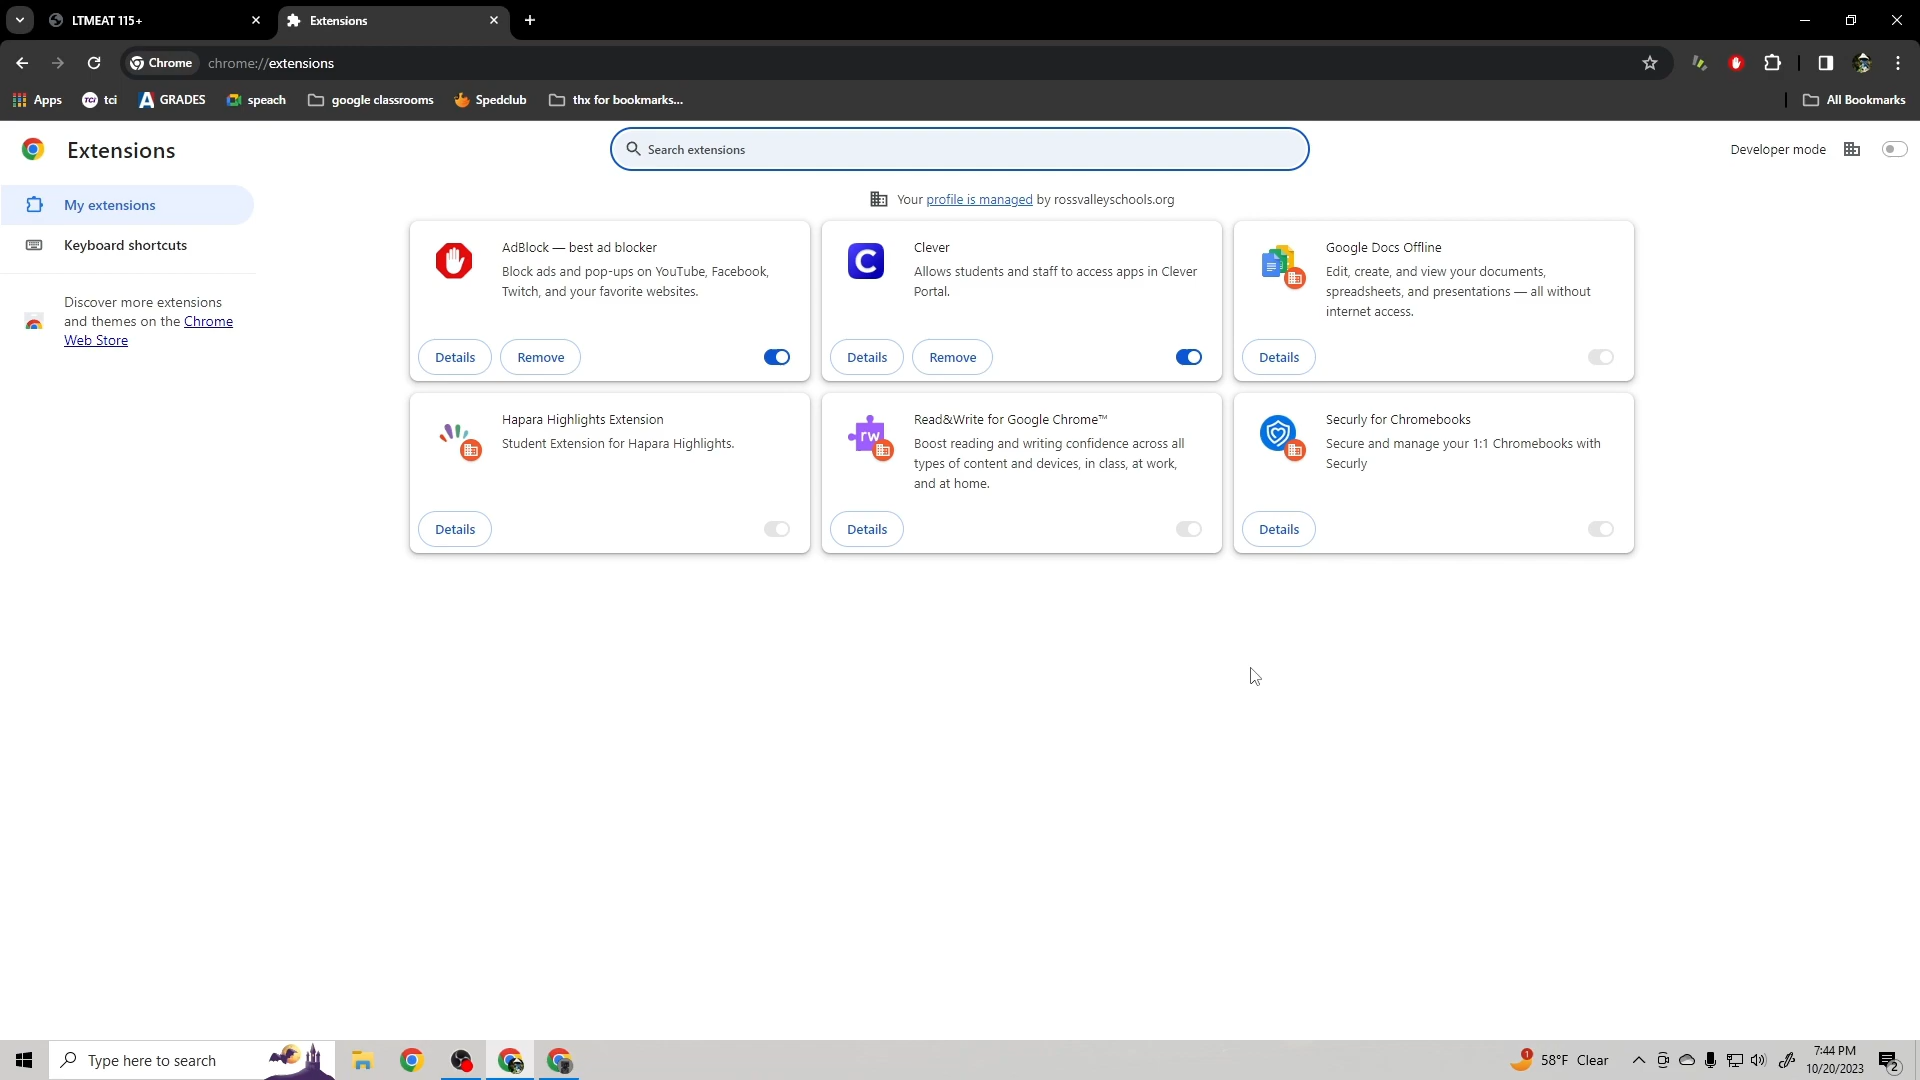 LTMEAT 115+
Extensions
Chrome
chrome://extensions
Apps
tci
GRADES
speach
google classrooms
Spedclub
thx for bookmarks...
All Bookmarks
Extensions
Search extensions
Developer mode
My extensions
Keyboard shortcuts
Discover more extensions
and themes on the Chrome
Web Store
Your profile is managed by rossvalleyschools.org
AdBlock — best ad blocker
Block ads and pop-ups on YouTube, Facebook,
Twitch, and your favorite websites.
Details
Remove
Clever
Allows students and staff to access apps in Clever
Portal.
Details
Remove
Google Docs Offline
Edit, create, and view your documents,
spreadsheets, and presentations — all without
internet access.
Details
Hapara Highlights Extension
Student Extension for Hapara Highlights.
Details
rw
Read&Write for Google Chrome™
Boost reading and writing confidence across all
types of content and devices, in class, at work,
and at home.
Details
Securly for Chromebooks
Secure and manage your 1:1 Chromebooks with
Securly
Details
Type here to search
1
58°F Clear
7:44 PM
10/20/2023
2